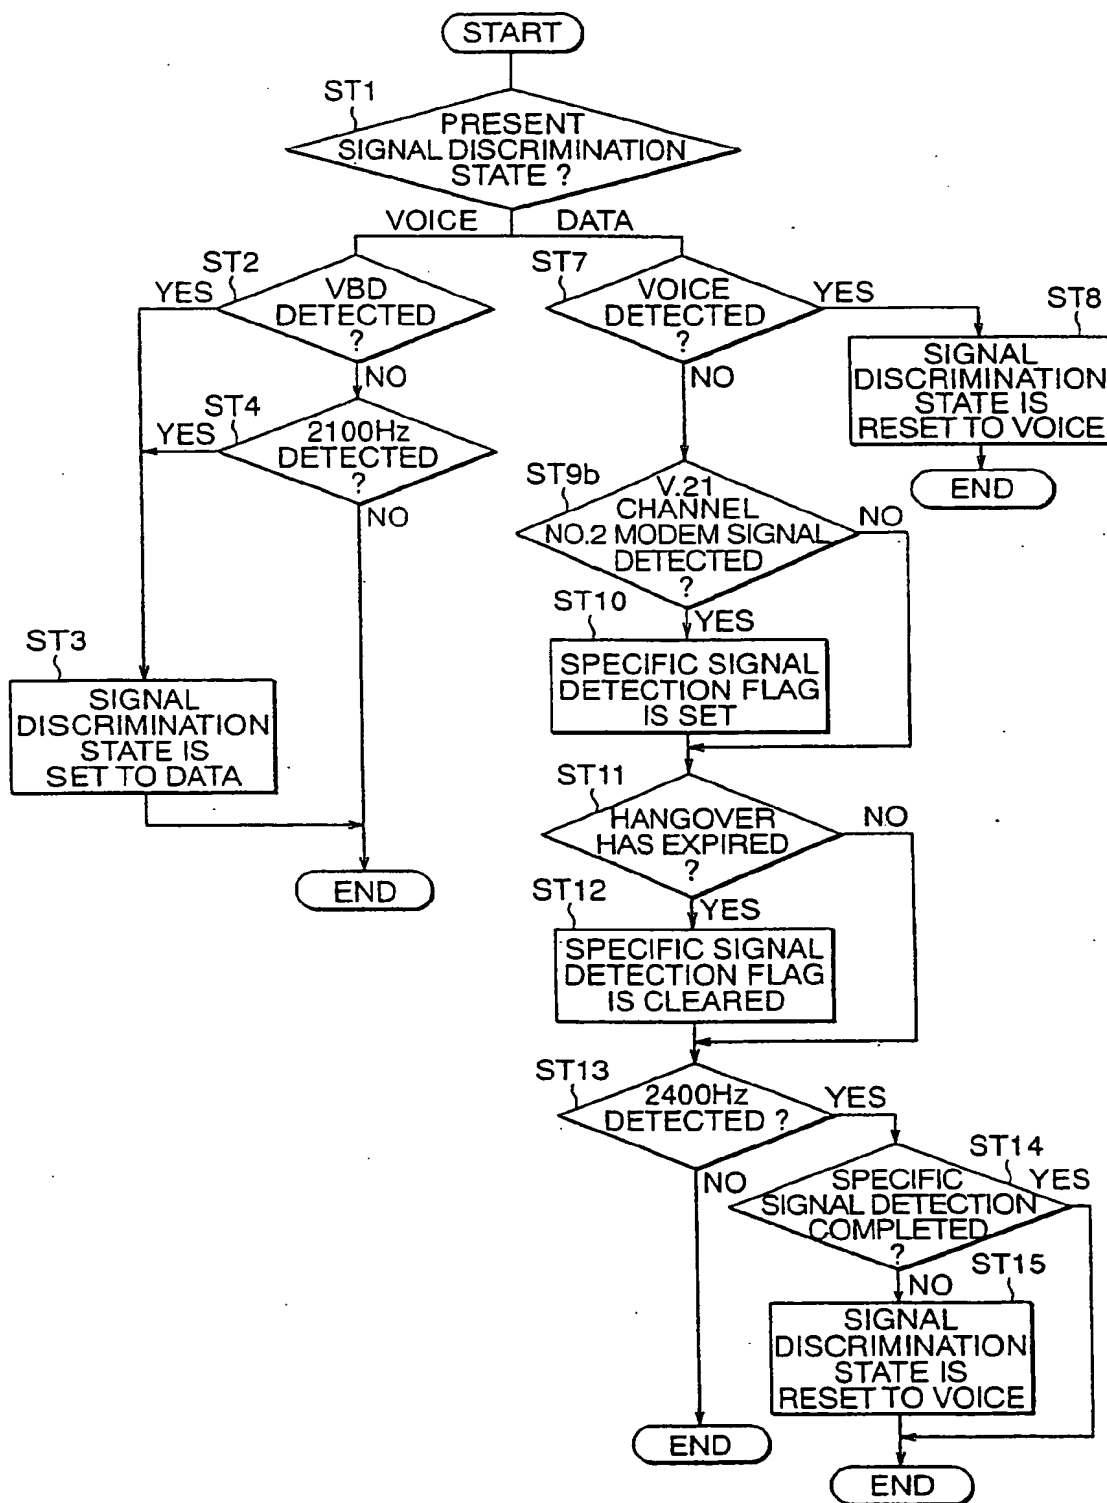 START
ST1
PRESENT
SIGNAL DISCRIMINATION
STATE ?
VOICE
DATA
ST2
YES
VBD
DETECTED
?
NO
ST4
YES
2100Hz
DETECTED
?
NO
ST3
SIGNAL
DISCRIMINATION
STATE IS
SET TO DATA
END
ST7
VOICE
DETECTED
?
YES
NO
ST8
SIGNAL
DISCRIMINATION
STATE IS
RESET TO VOICE
END
ST9b
V.21
CHANNEL
NO.2 MODEM SIGNAL
DETECTED
?
NO
YES
ST10
SPECIFIC SIGNAL
DETECTION FLAG
IS SET
ST11
HANGOVER
HAS EXPIRED
?
NO
YES
ST12
SPECIFIC SIGNAL
DETECTION FLAG
IS CLEARED
ST13
2400Hz
DETECTED ?
YES
NO
ST14
SPECIFIC
SIGNAL DETECTION
COMPLETED
?
YES
NO
ST15
SIGNAL
DISCRIMINATION
STATE IS
RESET TO VOICE
END
END